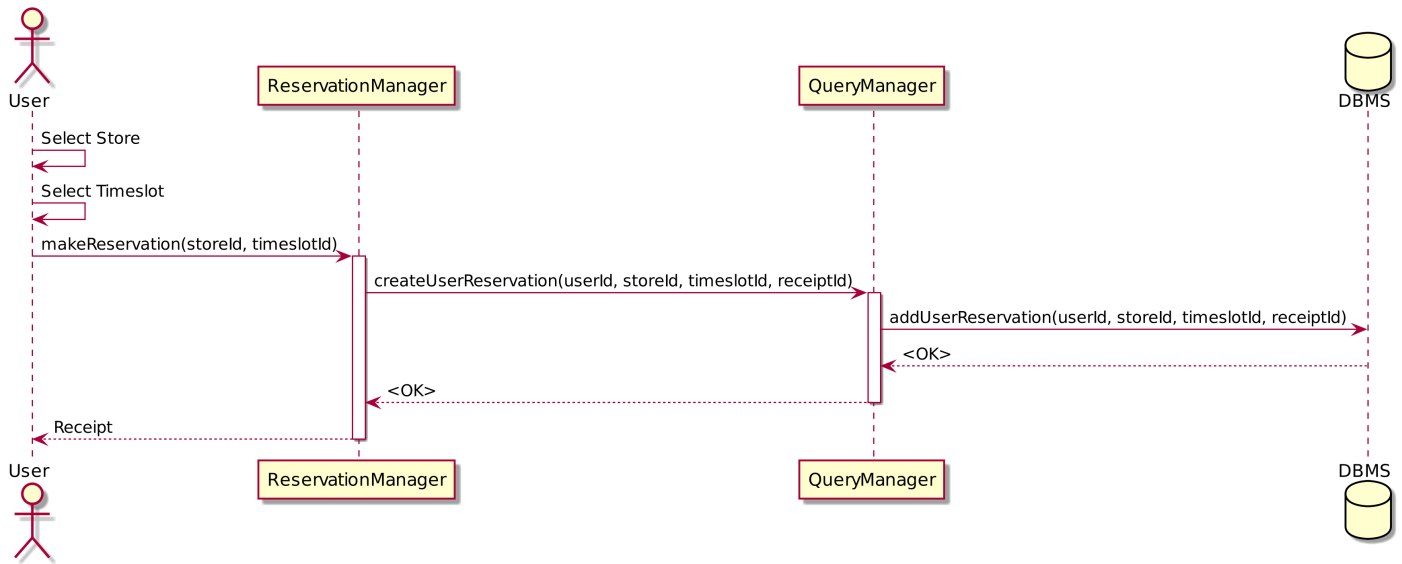 User
ReservationManager
QueryManager
DBMS
Select Store
Select Timeslot
makeReservation(storeId, timeslotId)
createUserReservation(userId, storeId, timeslotId, receiptId)
addUserReservation(userId, storeId, timeslotId, receiptId)
<OK>
<OK>
Receipt
User
ReservationManager
QueryManager
DBMS